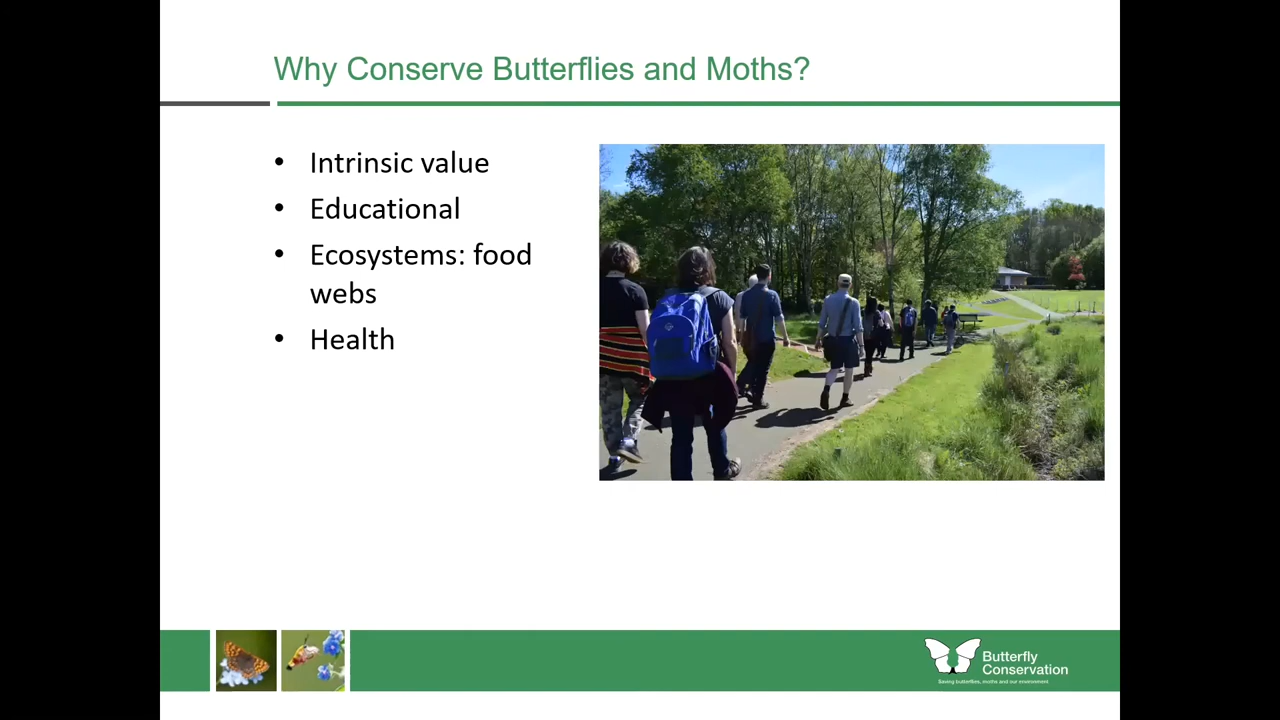 Why Conserve Butterflies and Moths?
• Intrinsic value
• Educational
• Ecosystems: food
webs
• Health
Butterfly
Conservation
Saving butterflies, moths and our environment